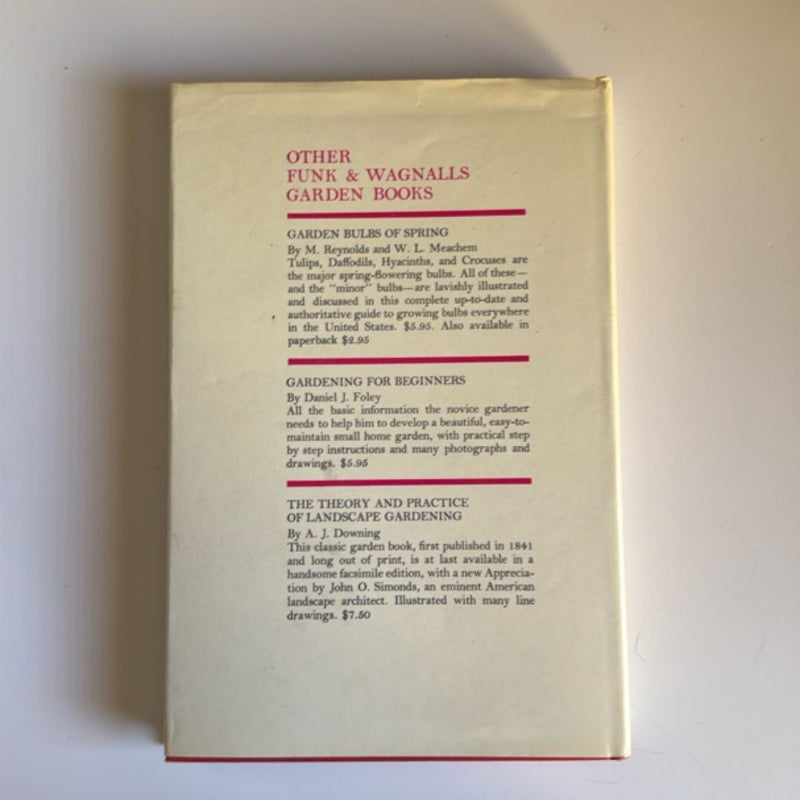 OTHER
FUNK & WAGNALLS
GARDEN BOOKS
GARDEN BULBS OF SPRING
By M. Reynolds and W. L. Meachem
Tulips, Daffodils, Hyacinths, and Crocuses are
the major spring-flowering bulbs. All of these—
and the "minor" bulbs—are lavishly illustrated
and discussed in this complete up-to-date and
authoritative guide to growing bulbs everywhere
in the United States. $5.95. Also available in
paperback $2.95
GARDENING FOR BEGINNERS
By Daniel J. Foley
All the basic information the novice gardener
needs to help him to develop a beautiful, easy-to-
maintain small home garden, with practical step
by step instructions and many photographs and
drawings. $5.95
THE THEORY AND PRACTICE
OF LANDSCAPE GARDENING
By A. J. Downing
This classic garden book, first published in 1841
and long out of print, is at last available in a
handsome facsimile edition, with a new Apprecia-
tion by John O. Simonds, an eminent American
landscape architect. Illustrated with many line
drawings. $7.50